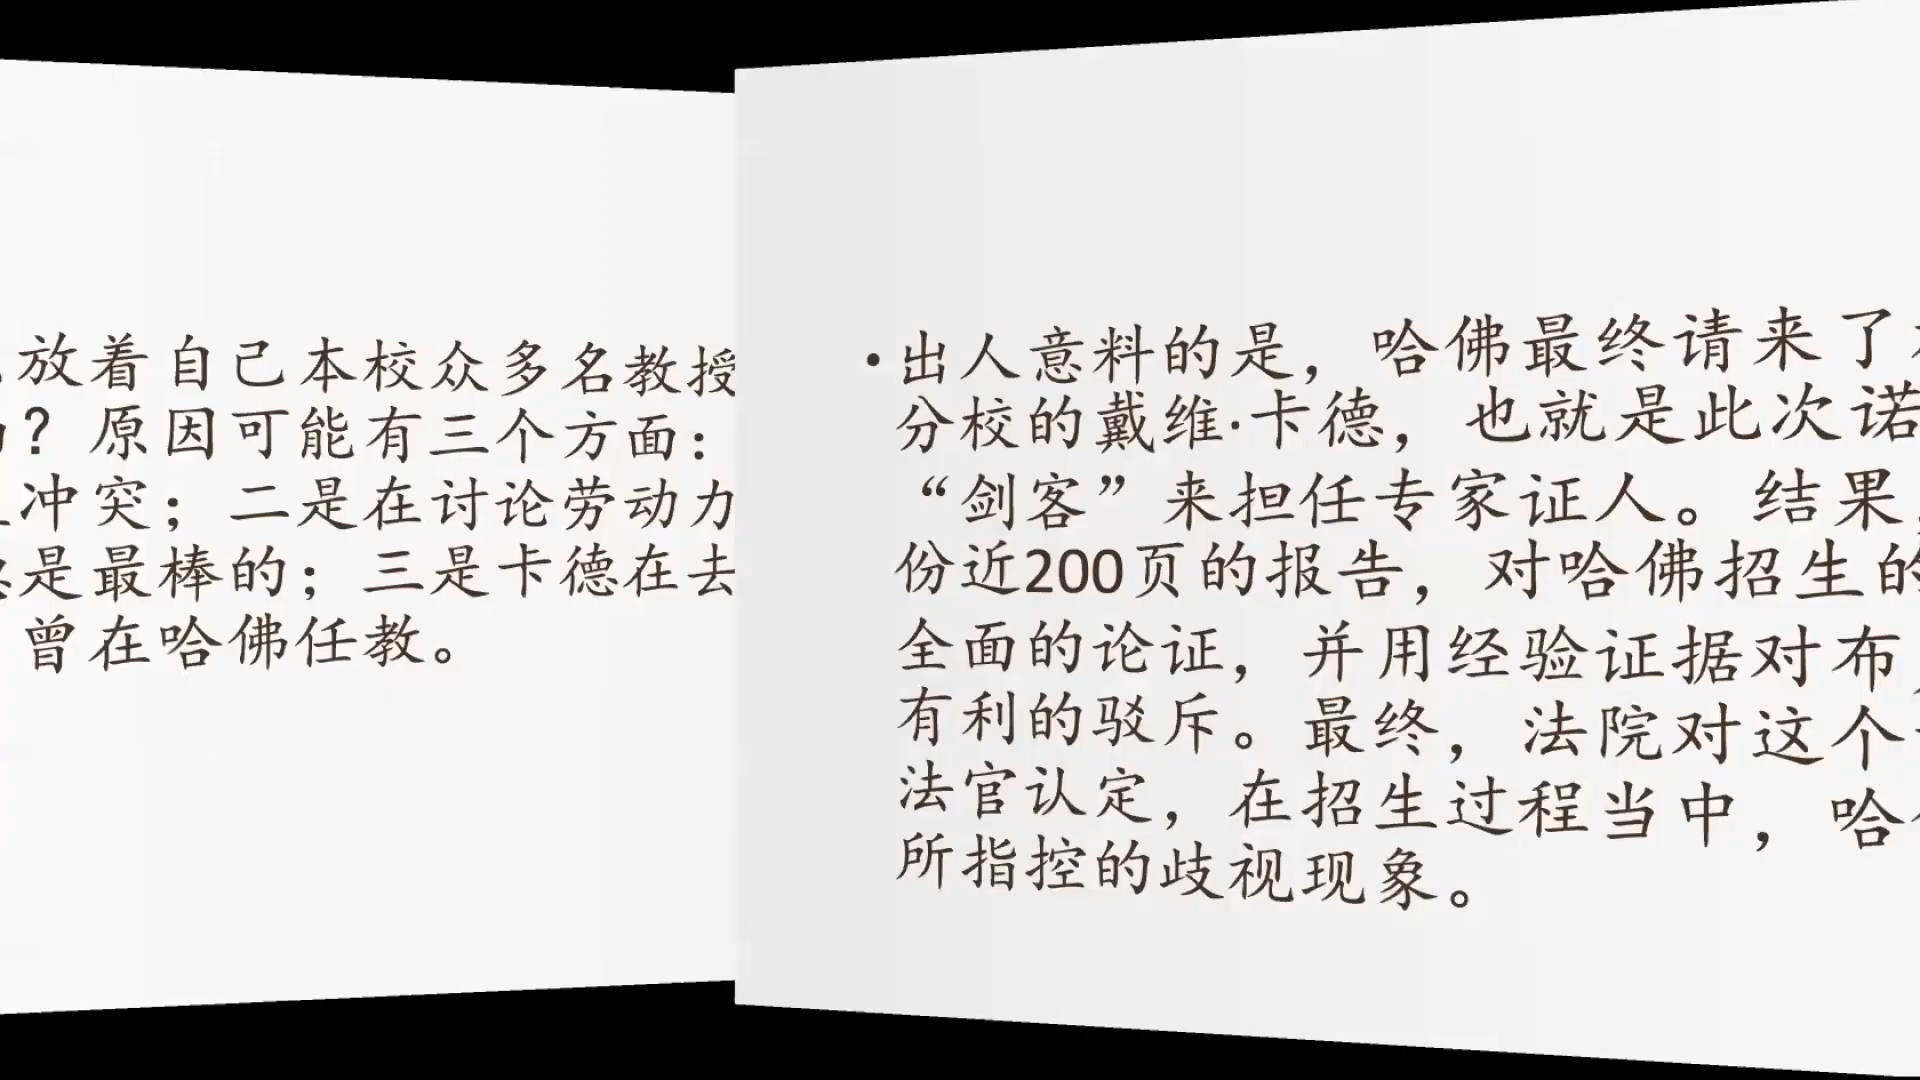 放着自己本校众多名教授
？原因可能有三个方面：
冲突；二是在讨论劳动力
是最棒的；三是卡德在去
曾在哈佛任教。
•出人意料的是，哈佛最终请来了
分校的戴维·卡德，也就是此次诺
“剑客”来担任专家证人。结果
份近200页的报告，对哈佛招生的
全面的论证，并用经验证据对布
有利的驳斥。最终，法院对这个
法官认定，在招生过程当中，哈
所指控的歧视现象。